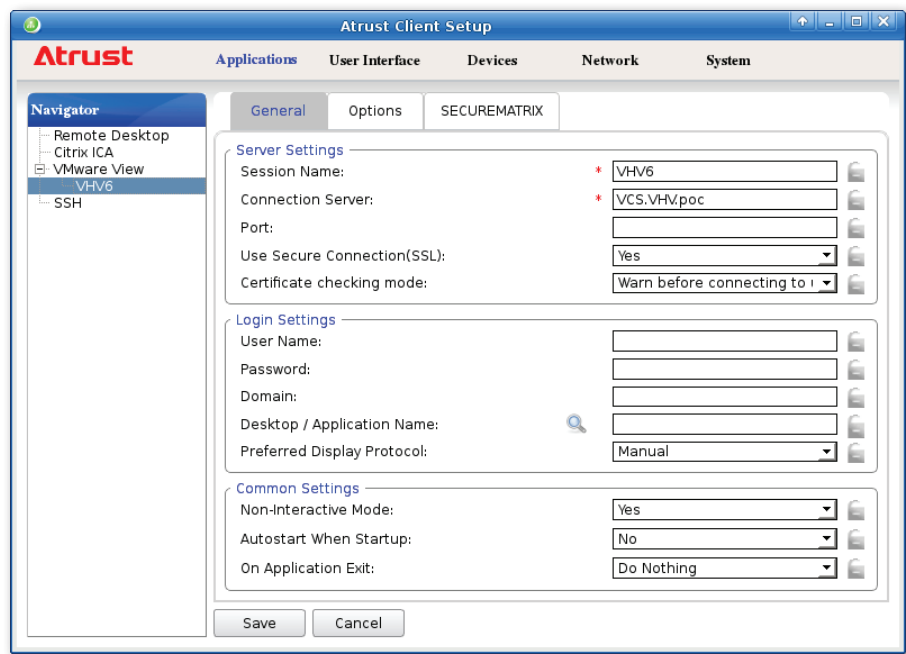 Atrust Client Setup
Atrust
Applications User Interface Devices Network System
Navigator
Remote Desktop
Citrix ICA
VMware View
VHV6
SSH
General Options SECUREMATRIX
Server Settings
Session Name: * VHV6
Connection Server: * VCS.VHV.poc
Port:
Use Secure Connection(SSL): Yes
Certificate checking mode: Warn before connecting to
Login Settings
User Name:
Password:
Domain:
Desktop / Application Name:
Preferred Display Protocol: Manual
Common Settings
Non-Interactive Mode: Yes
Autostart When Startup: No
On Application Exit: Do Nothing
Save Cancel